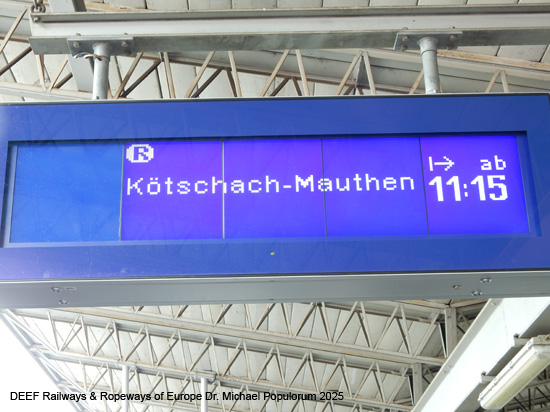 R
Kötschach-Mauthen
ab
11:15
DEEF Railways & Ropeways of Europe Dr. Michael Populorum 2025